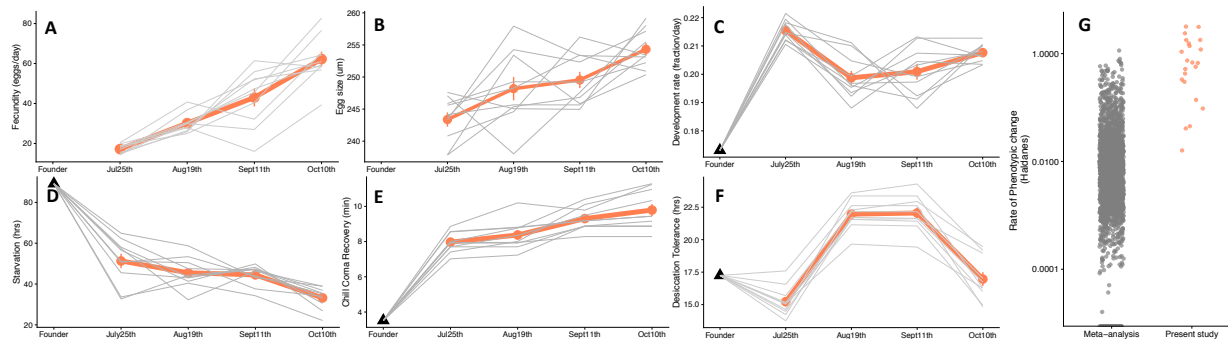 A
Fecundity (eggs/day)
80
60
40
20
Founder Jul25th Aug19th Sept11th Oct10th
B
Egg size (um)
260
255
250
245
240
Founder Jul25th Aug19th Sept11th Oct10th
C
Development rate (fraction/day)
0.22
0.21
0.20
0.19
0.18
Founder July25th Aug19th Sept11th Oct10th
D
Starvation (hrs)
80
60
40
20
Founder July25th Aug19th Sept11th Oct10th
E
Chill Coma Recovery (min)
10
8
6
4
Founder Jul25th Aug19th Sept11th Oct10th
F
Desiccation Tolerance (hrs)
22.5
20.0
17.5
15.0
Founder Jul25th Aug19th Sept11th Oct10th
G
Rate of Phenotypic change
(Haldanes)
1.0000
0.0100
0.0001
Meta−analysis Present study